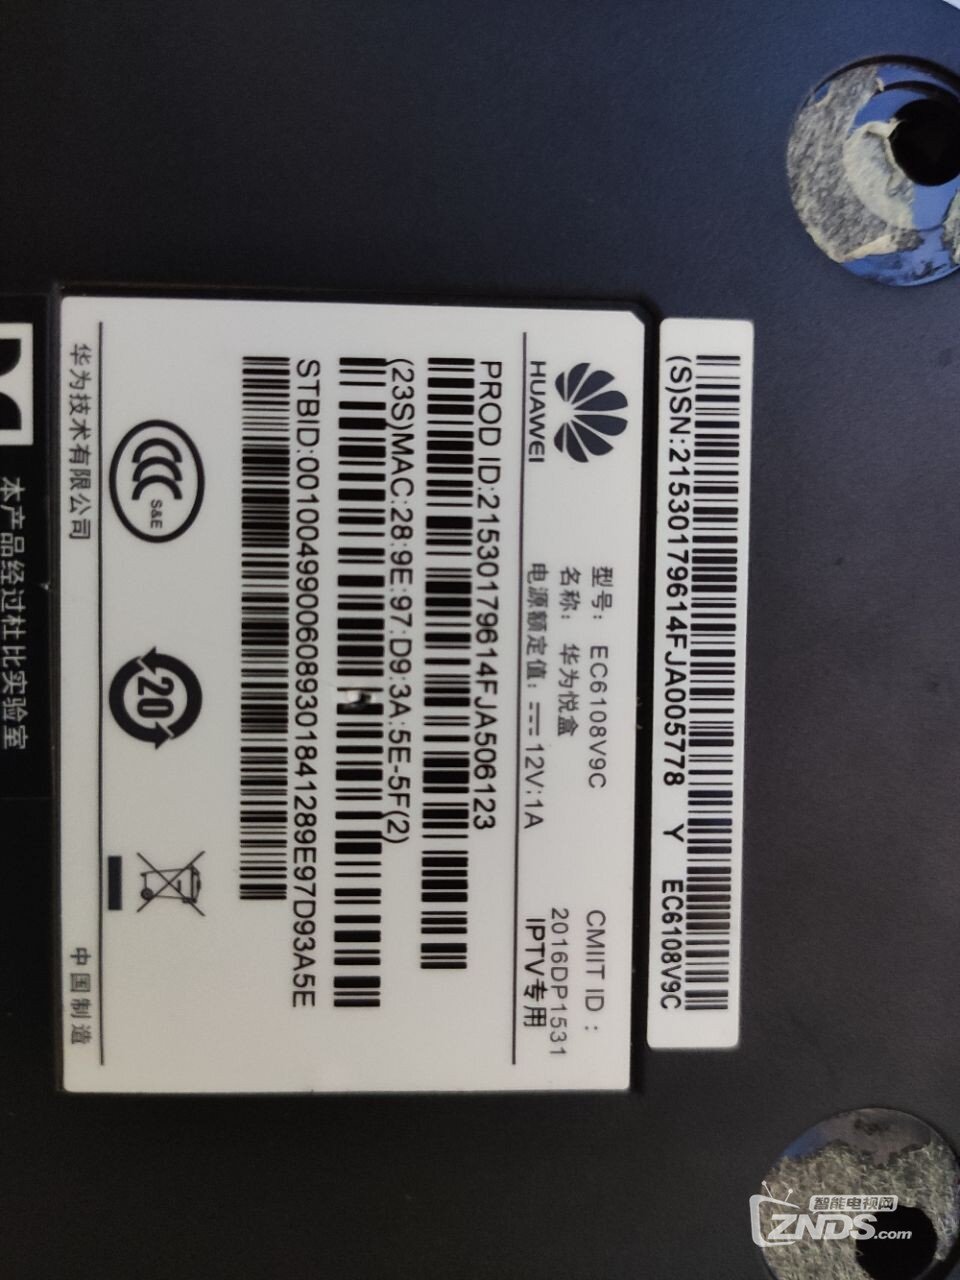 (S)SN:21530179614FJA005778 Y EC6108V9C
HUAWEI
型号: EC6108V9C
名称: 华为悦盒
电源额定值: 12V:1A
CMIIT ID:
2016DP1531
IPTV专用
PROD ID:21530179614FJA506123
(23S)MAC:28:9E:97:D9:3A:5E-5F(2)
STBID:00100499006089301841289E97D93A5E
S&E
20
华为技术有限公司
中国制造
本产品经过杜比实验室
智能电视网
ZNDS.com